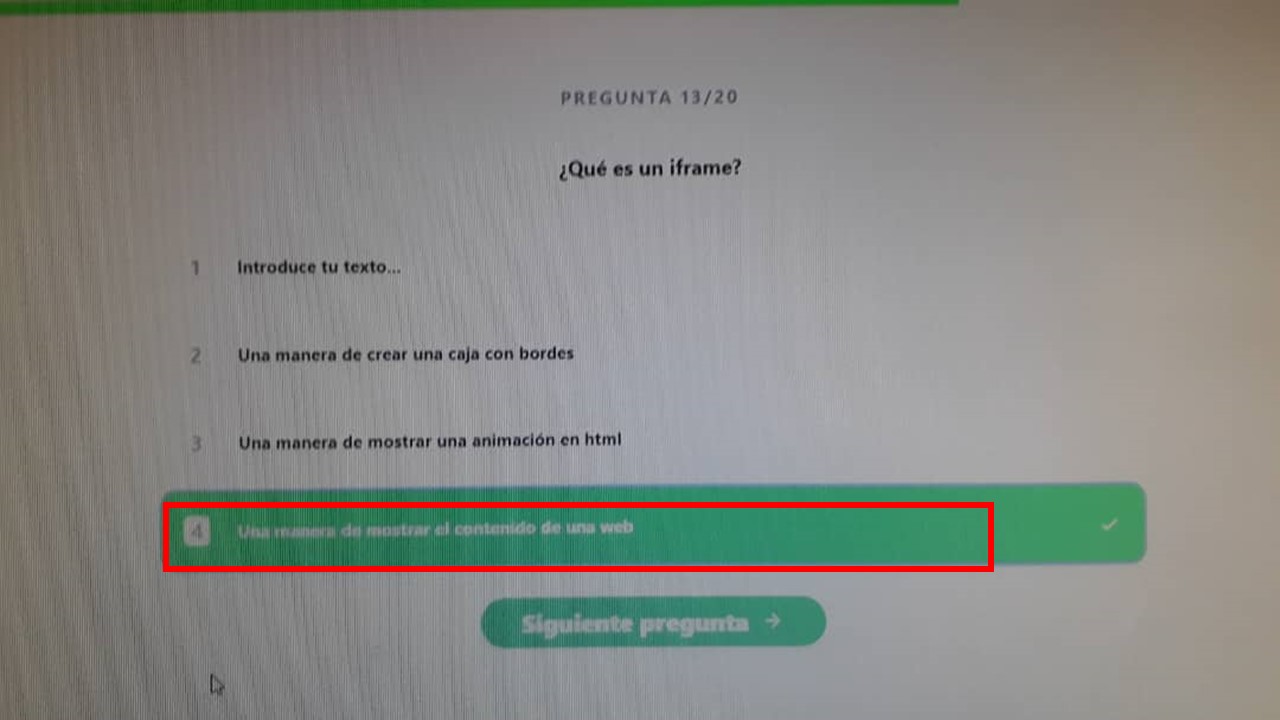 PREGUNTA 13/20
¿Qué es un iframe?
1 Introduce tu texto...
2 Una manera de crear una caja con bordes
3 Una manera de mostrar una animación en html
4 Una manera de mostrar el contenido de una web
Siguiente pregunta →